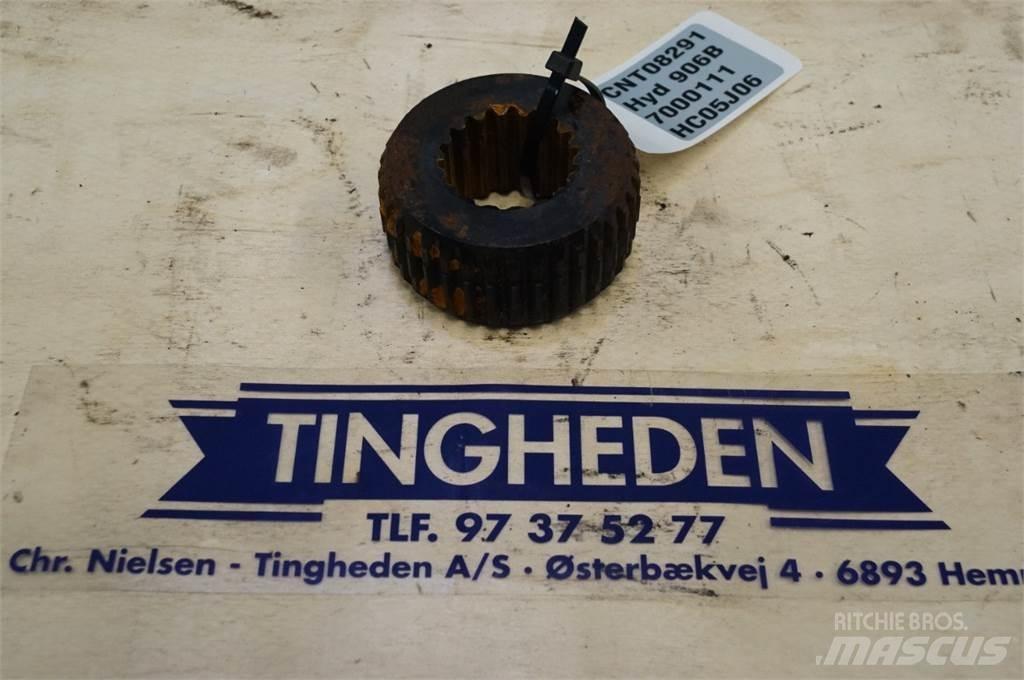 CNT08291
Hyd 906B
7000111
HC05J06
TINGHEDEN
TLF. 97 37 52 77
Chr. Nielsen - Tingheden A/S · Østerbækvej 4 · 6893 Hem
RITCHIE BROS.
MASCUS